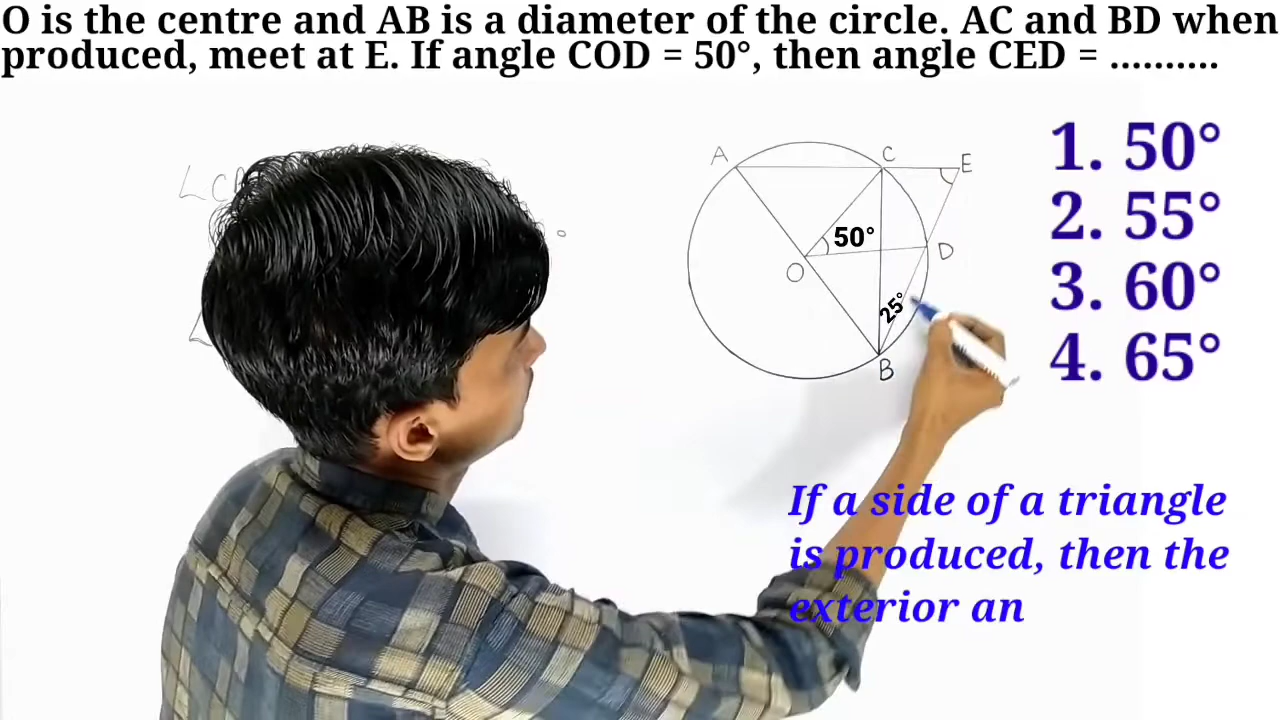 O is the centre and AB is a diameter of the circle. AC and BD when
produced, meet at E. If angle COD = 50°, then angle CED = ..........
A
C
E
50°
D
O
25°
B
1. 50°
2. 55°
3. 60°
4. 65°
If a side of a triangle
is produced, then the
exterior an